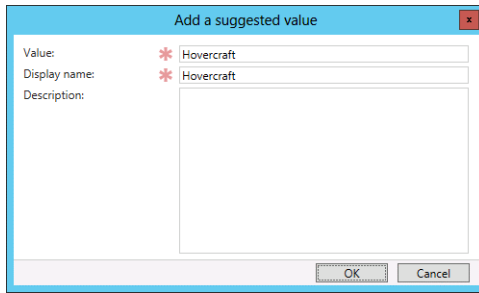 Add a suggested value
x
Value: * Hovercraft
Display name: * Hovercraft
Description:
OK Cancel